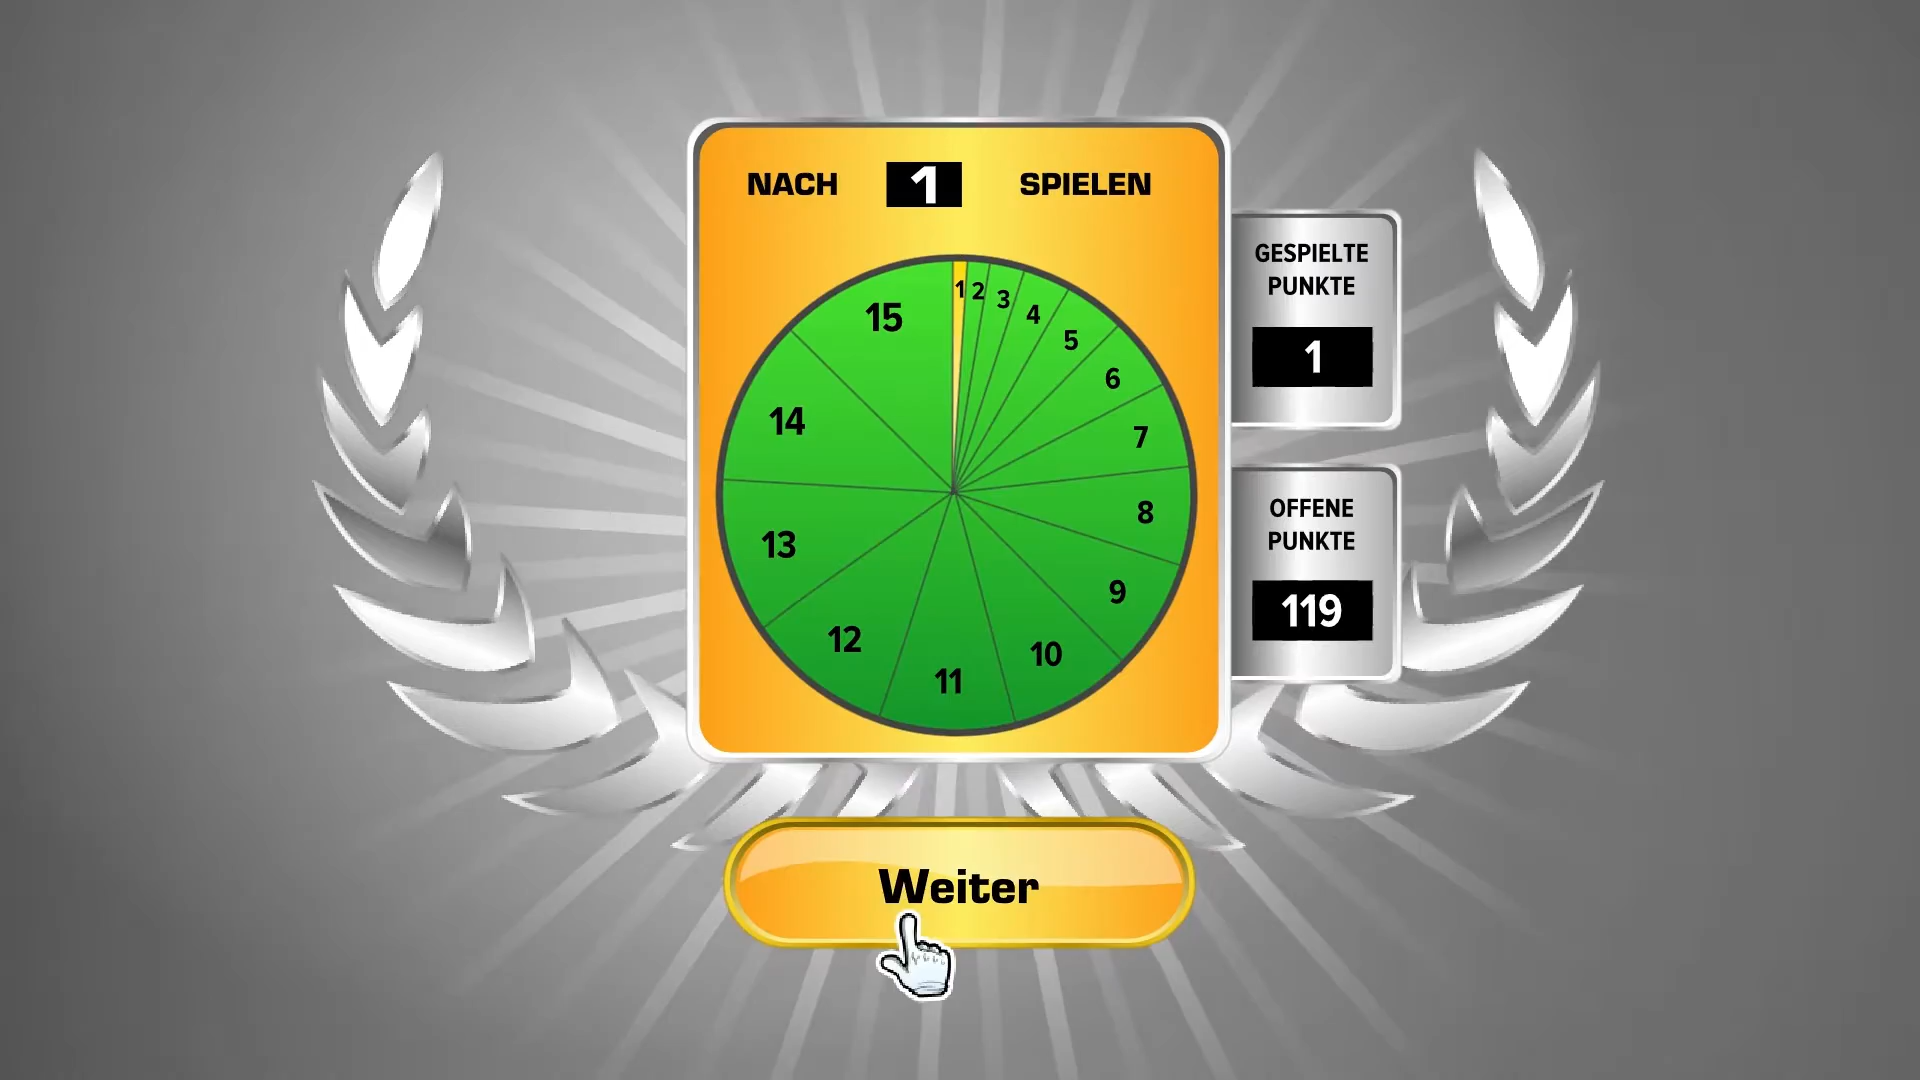 NACH 1 SPIELEN
1 2 3 4 5 6 7 8 9 10 11 12 13 14 15
GESPIELTE
PUNKTE
1
OFFENE
PUNKTE
119
Weiter